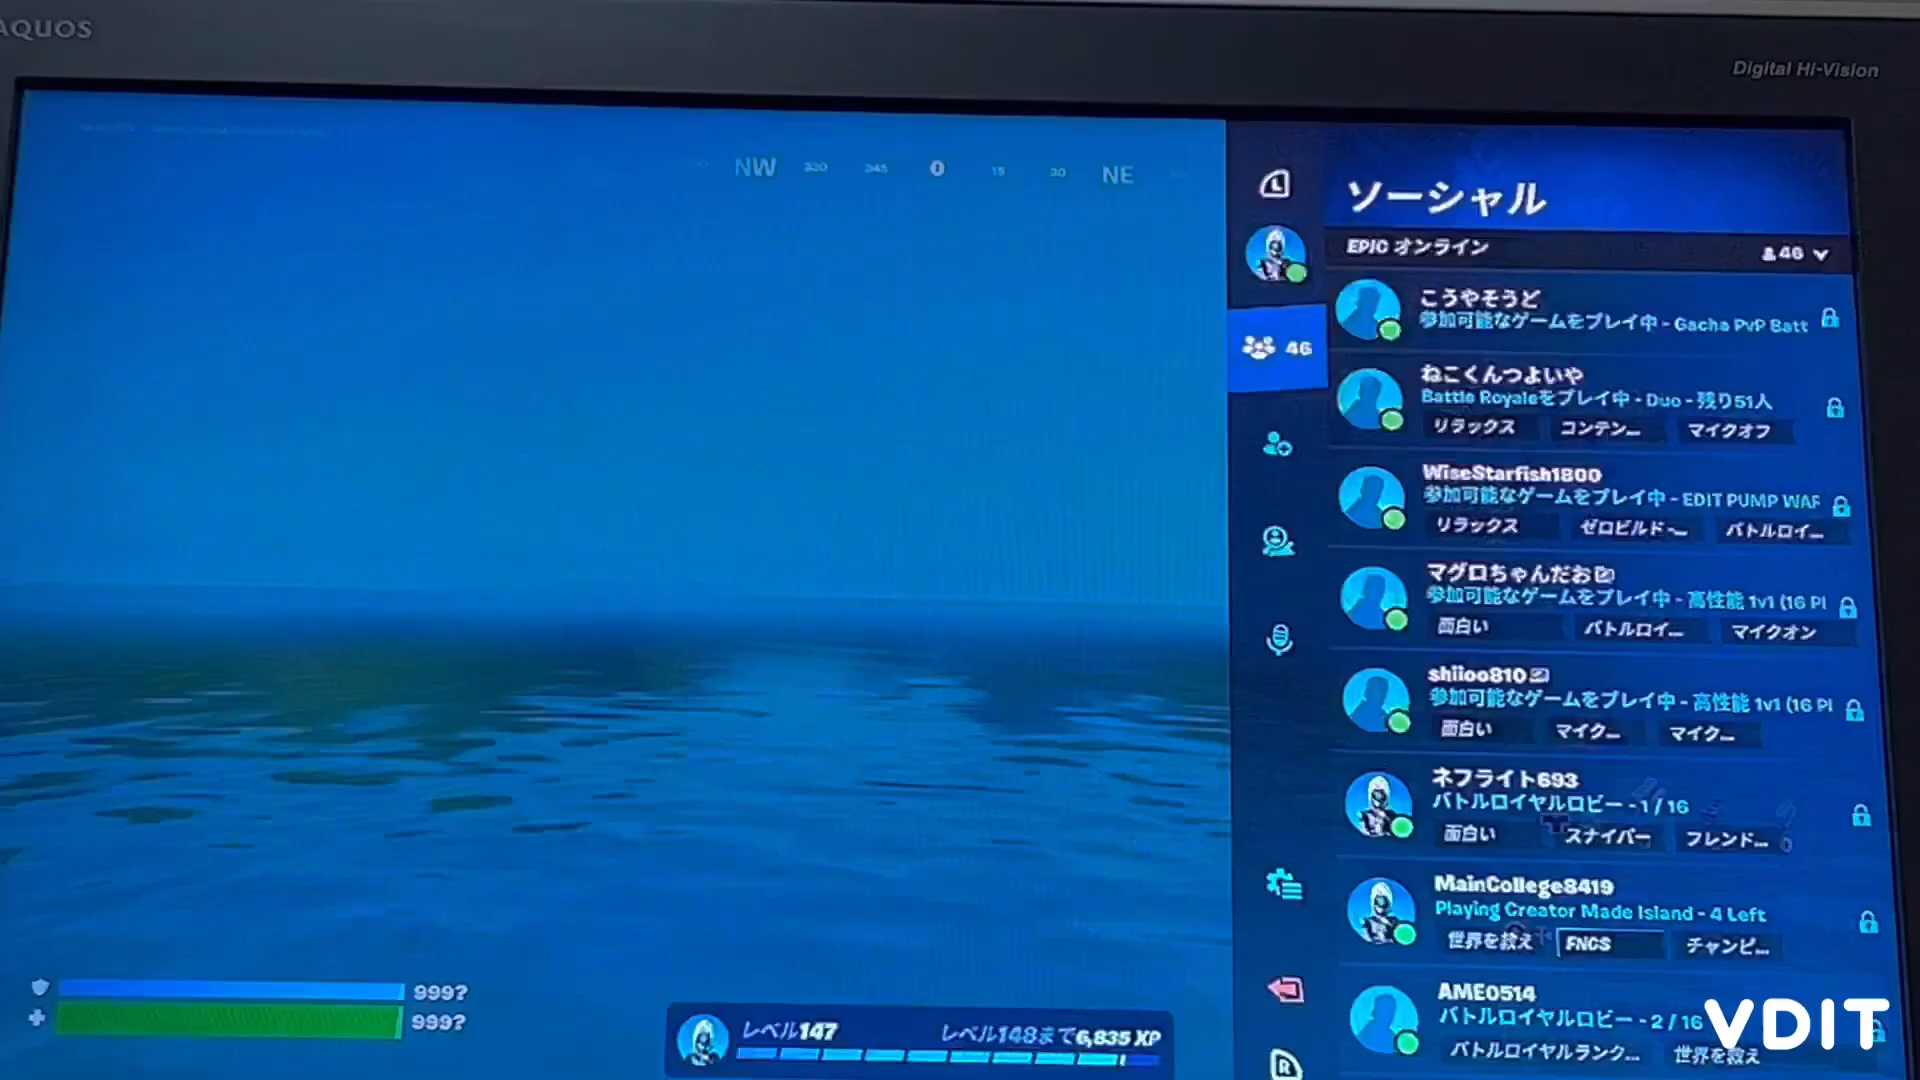 AQUOS
Digital Hi-Vision
NW 330 345 0 15 30 NE
ソーシャル
EPIC オンライン 46
46
こうやそうど
参加可能なゲームをプレイ中 - Gacha PvP Batt
ねこくんつよいや
Battle Royaleをプレイ中 - Duo - 残り51人
リラックス コンテン... マイクオフ
WiseStarfish1800
参加可能なゲームをプレイ中 - EDIT PUMP WAR
リラックス ゼロビルド -... バトルロイ...
マグロちゃんだお
参加可能なゲームをプレイ中 - 高性能 1v1 (16 Pl
面白い バトルロイ... マイクオン
shiioo810
参加可能なゲームをプレイ中 - 高性能 1v1 (16 Pl
面白い マイク... マイク...
ネフライト693
バトルロイヤルロビー - 1 / 16
面白い スナイパー フレンド...
MainCollege8419
Playing Creator Made Island - 4 Left
世界を救え FNCS チャンピ...
AME0514
バトルロイヤルロビー - 2 / 16
バトルロイヤルランク... 世界を救え
L
R
999?
999?
レベル147 レベル148まで6,835 XP
VDIT